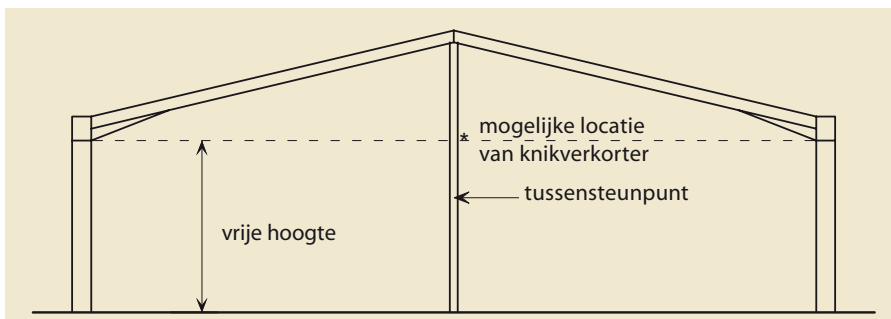 * mogelijke locatie
van knikverkorter
tussensteunpunt
vrije hoogte